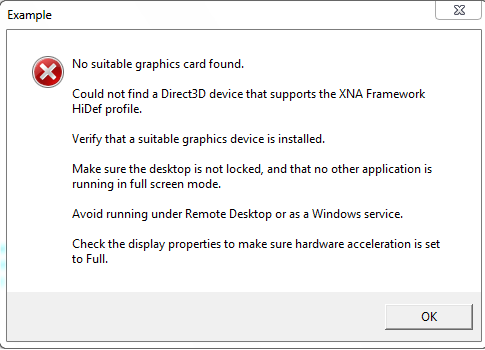 Example
No suitable graphics card found.
Could not find a Direct3D device that supports the XNA Framework
HiDef profile.
Verify that a suitable graphics device is installed.
Make sure the desktop is not locked, and that no other application is
running in full screen mode.
Avoid running under Remote Desktop or as a Windows service.
Check the display properties to make sure hardware acceleration is set
to Full.
OK